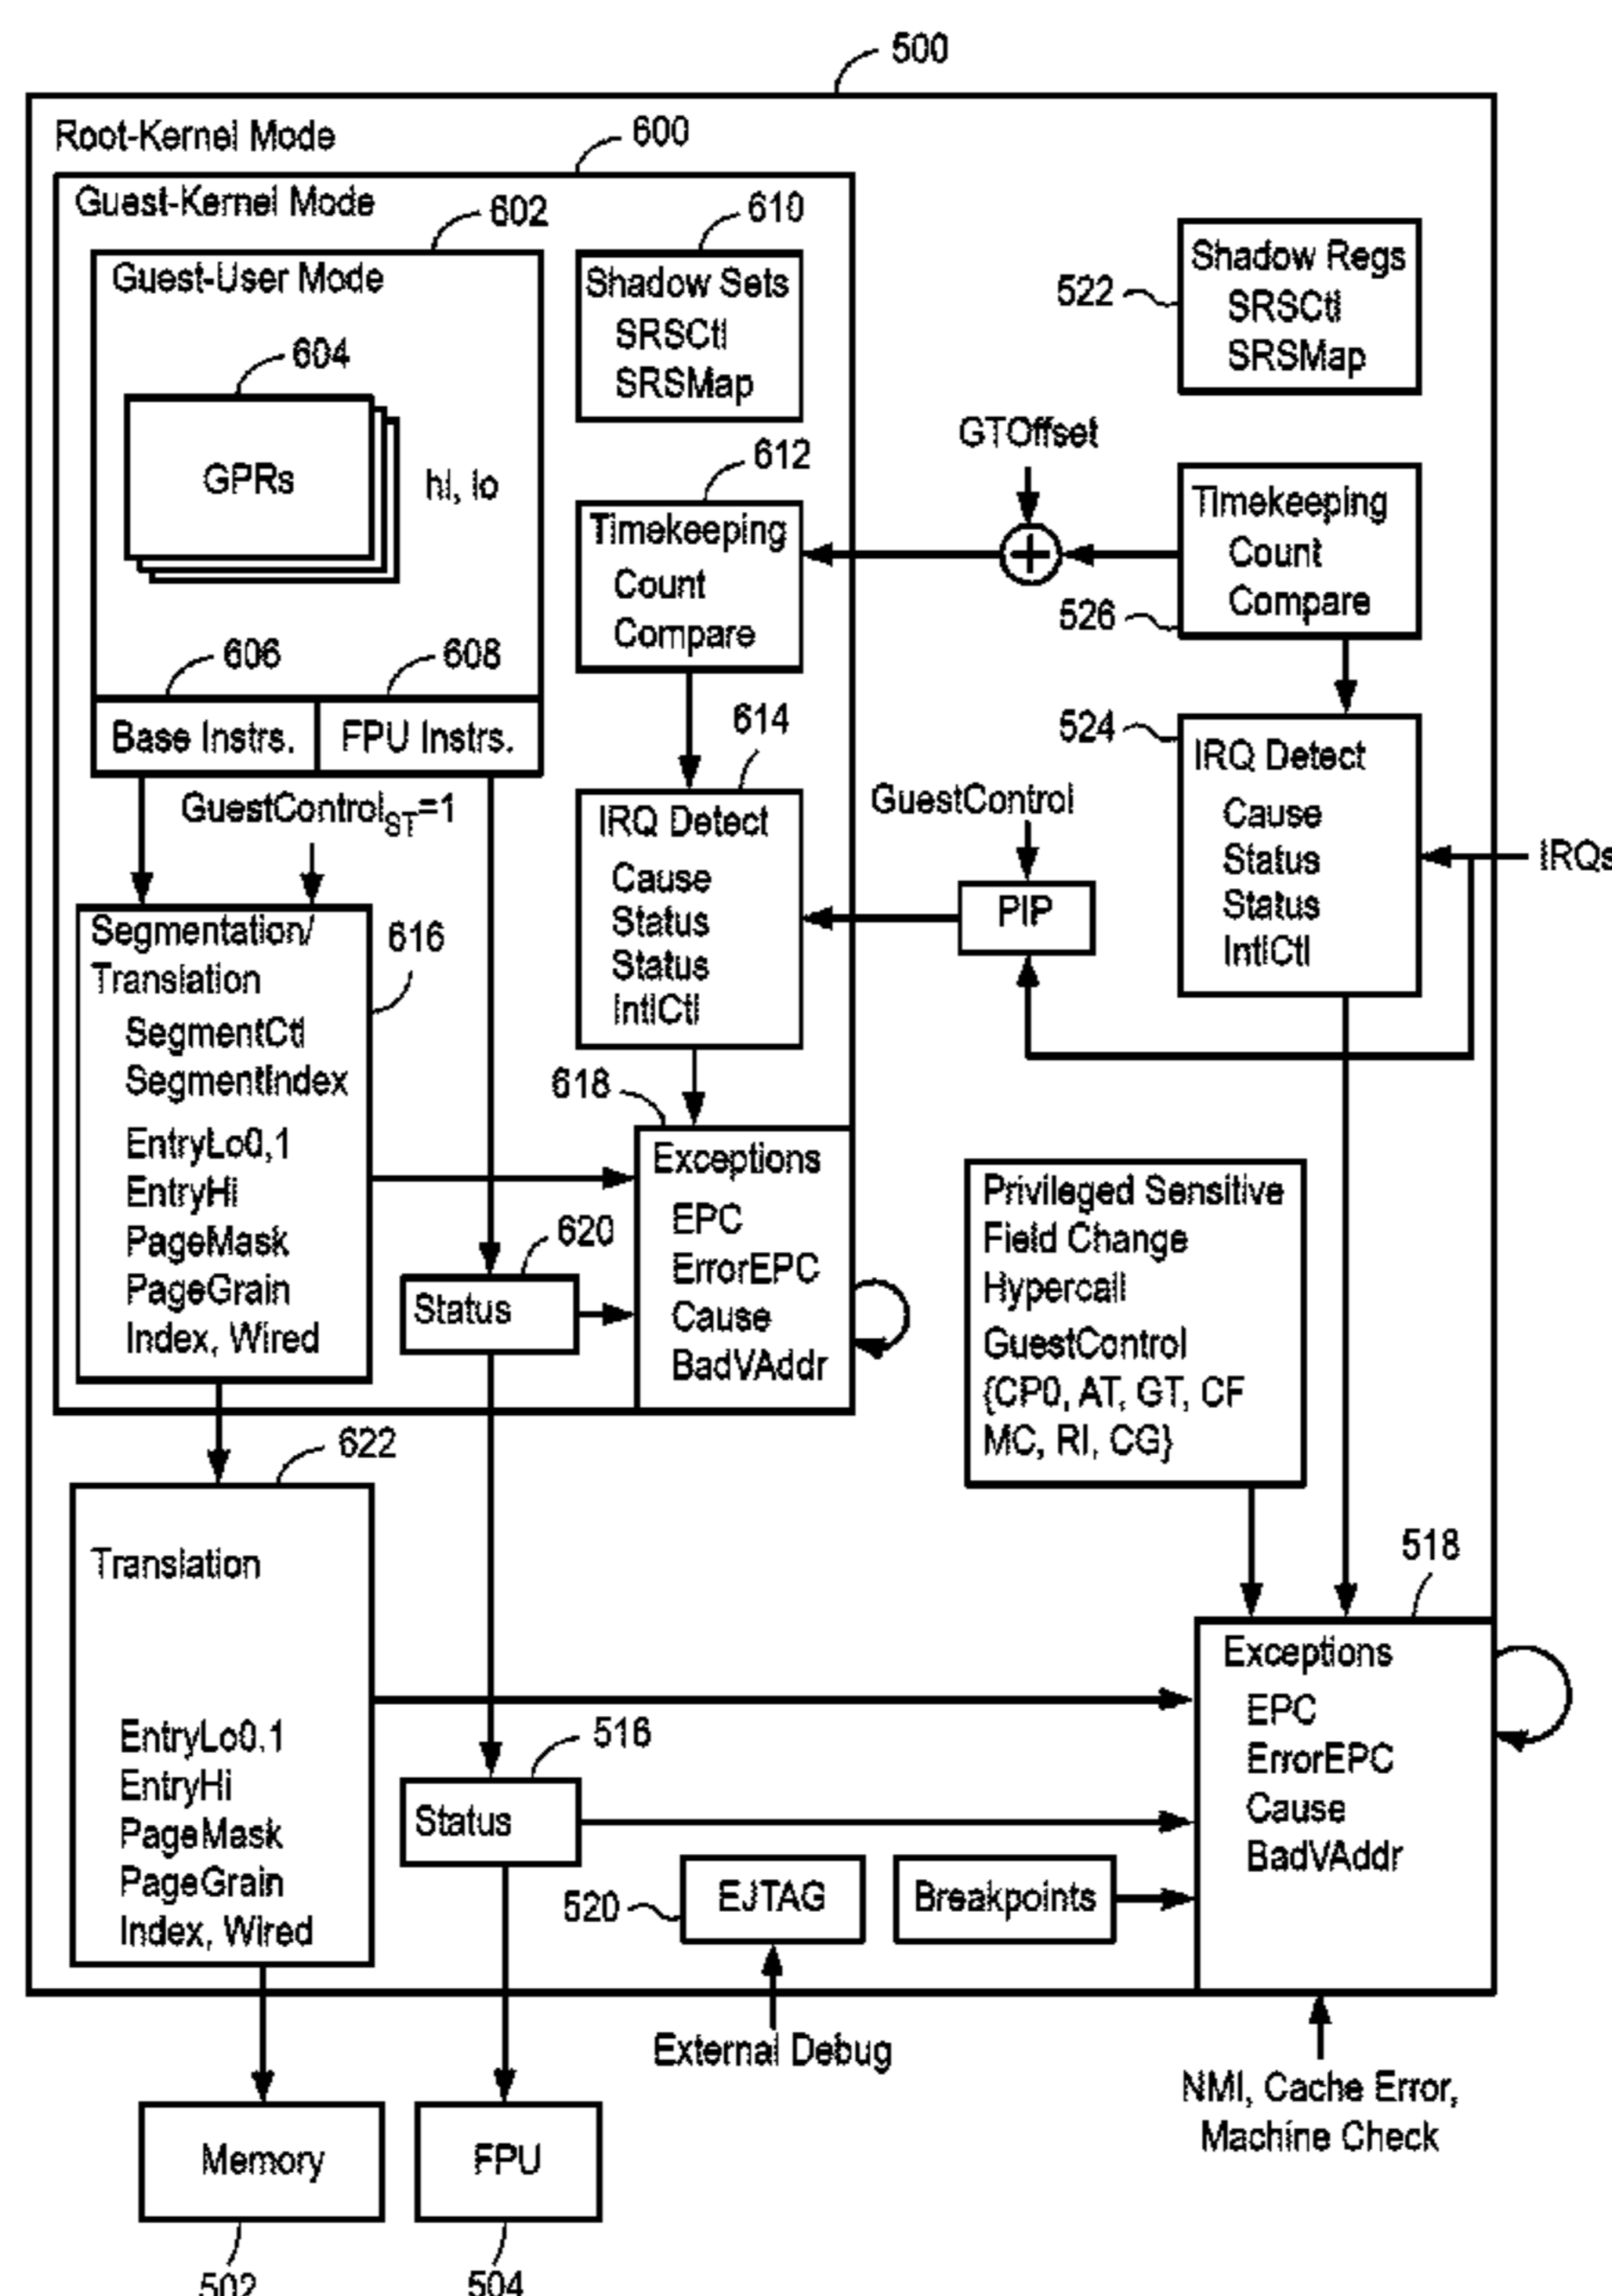 500
Root-Kernel Mode
600
Guest-Kernel Mode
602
Guest-User Mode
604
GPRs
hi, lo
606
608
Base Instrs.
FPU Instrs.
610
Shadow Sets
SRSCtl
SRSMap
522
Shadow Regs
SRSCtl
SRSMap
GTOffset
612
Timekeeping
Count
Compare
+
Timekeeping
Count
Compare
526
614
IRQ Detect
Cause
Status
Status
IntlCtl
GuestControl
PIP
524
IRQ Detect
Cause
Status
Status
IntlCtl
IRQs
GuestControlST=1
Segmentation/
Translation
SegmentCtl
SegmentIndex
EntryLo0,1
EntryHi
PageMask
PageGrain
Index, Wired
616
618
Exceptions
EPC
ErrorEPC
Cause
BadVAddr
620
Status
Privileged Sensitive
Field Change
Hypercall
GuestControl
{CP0, AT, GT, CF
MC, RI, CG}
622
Translation
EntryLo0.1
EntryHi
PageMask
PageGrain
Index, Wired
518
Exceptions
EPC
ErrorEPC
Cause
BadVAddr
516
Status
520
EJTAG
Breakpoints
External Debug
NMI, Cache Error,
Machine Check
Memory
FPU
502
504